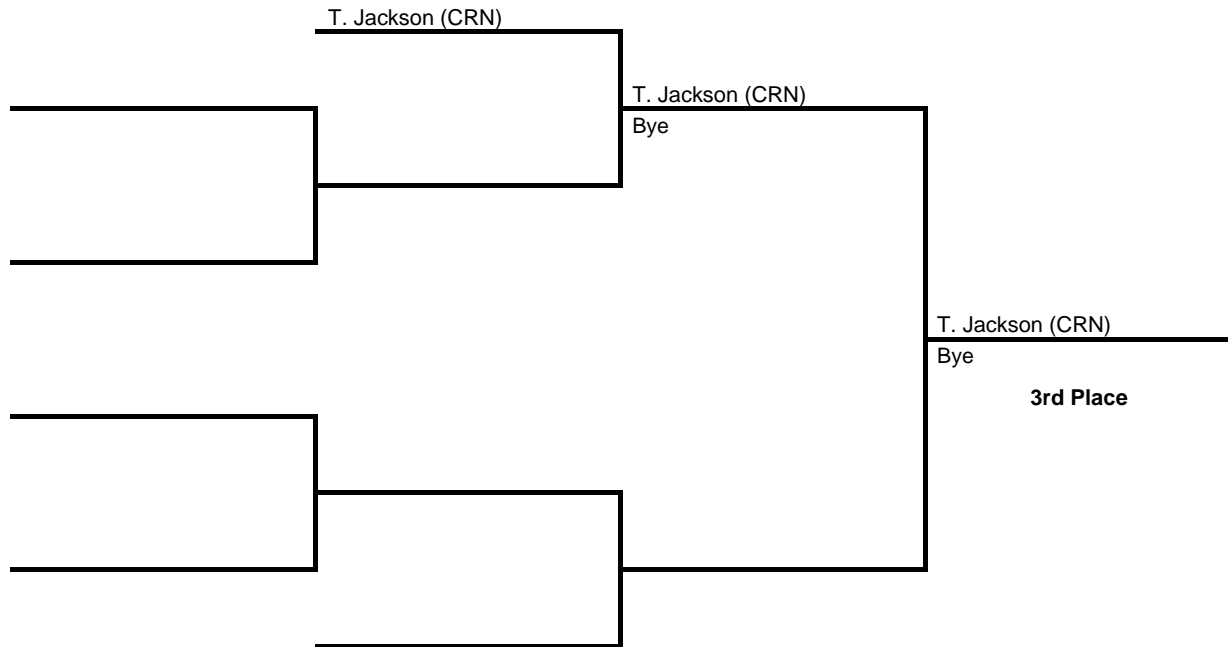 T. Jackson (CRN)
T. Jackson (CRN)
Bye
T. Jackson (CRN)
Bye
3rd Place